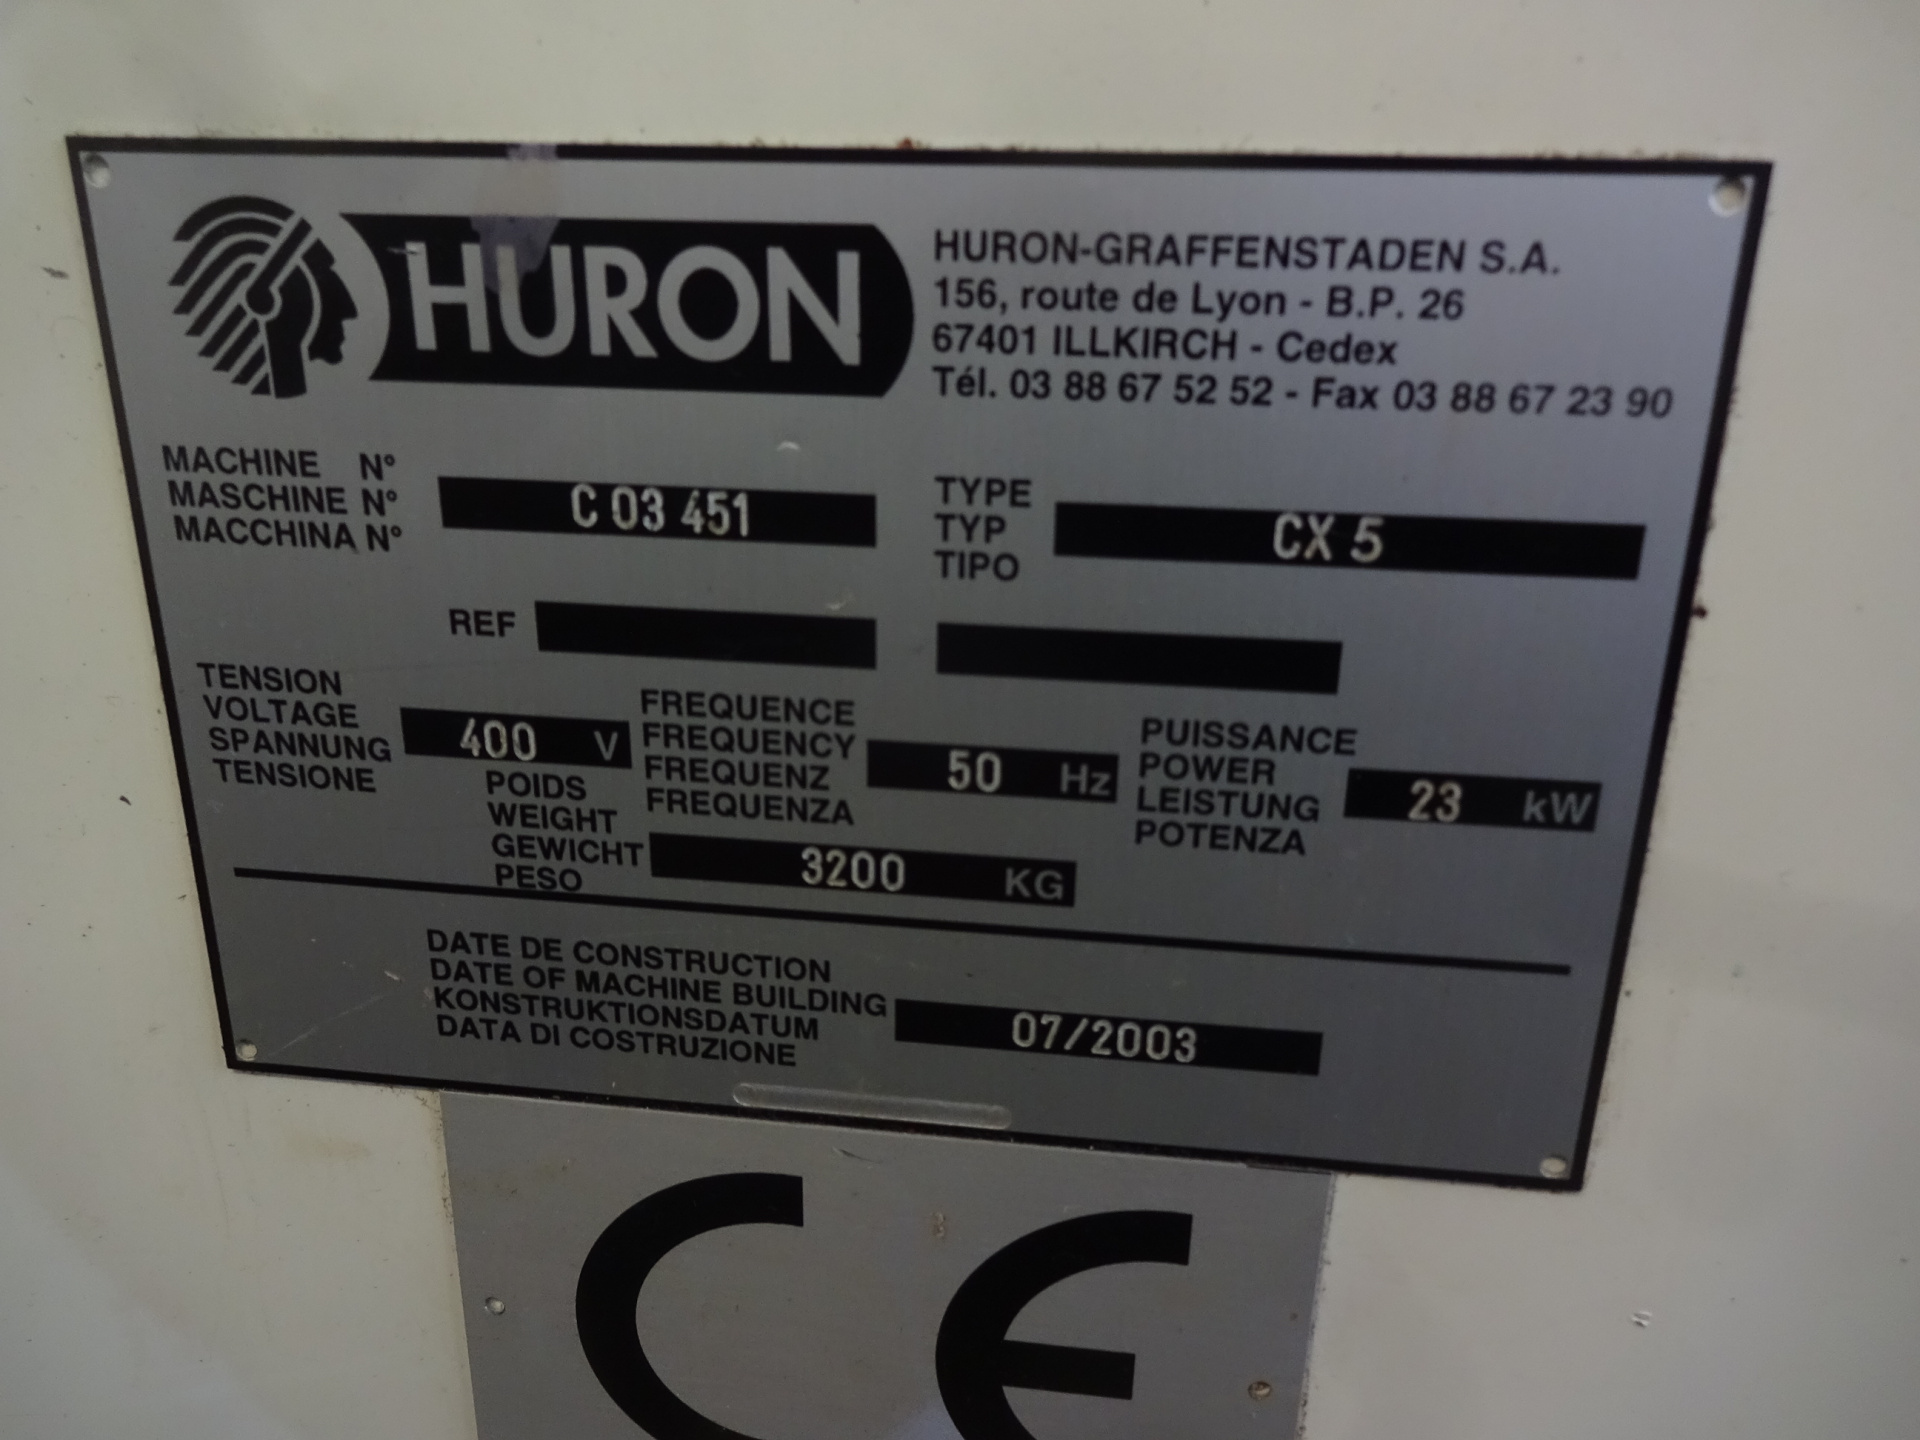 HURON
HURON-GRAFFENSTADEN S.A.
156, route de Lyon - B.P. 26
67401 ILLKIRCH - Cedex
Tél. 03 88 67 52 52 - Fax 03 88 67 23 90
MACHINE N°
MASCHINE N°
MACCHINA N°
C 03 451
TYPE
TYP
TIPO
CX 5
REF
TENSION
VOLTAGE
SPANNUNG
TENSIONE
400 V
FREQUENCE
FREQUENCY
FREQUENZ
FREQUENZA
50 Hz
PUISSANCE
POWER
LEISTUNG
POTENZA
23 kW
POIDS
WEIGHT
GEWICHT
PESO
3200 KG
DATE DE CONSTRUCTION
DATE OF MACHINE BUILDING
KONSTRUKTIONSDATUM
DATA DI COSTRUZIONE
07/2003
CE